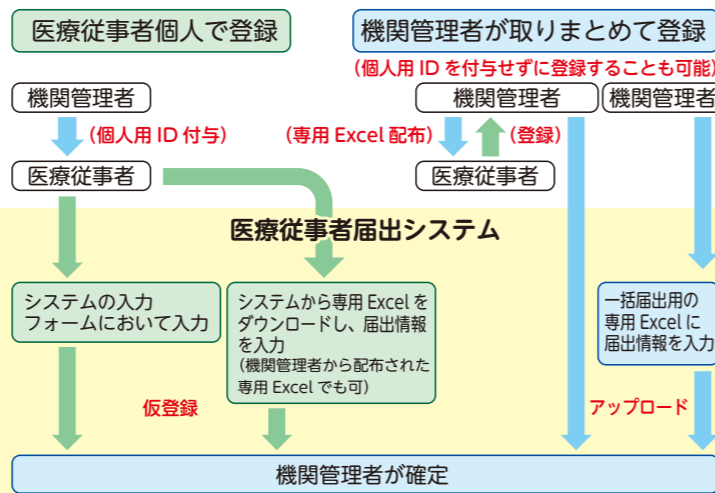 医療従事者個人で登録
機関管理者が取りまとめて登録
(個人用 ID を付与せずに登録することも可能)
機関管理者
機関管理者
機関管理者
(個人用 ID 付与)
(専用 Excel 配布)
(登録)
医療従事者
医療従事者
医療従事者届出システム
システムの入力
フォームにおいて入力
システムから専用 Excel を
ダウンロードし、届出情報
を入力
(機関管理者から配布された
専用 Excel でも可)
一括届出用の
専用 Excel に
届出情報を入力
仮登録
アップロード
機関管理者が確定